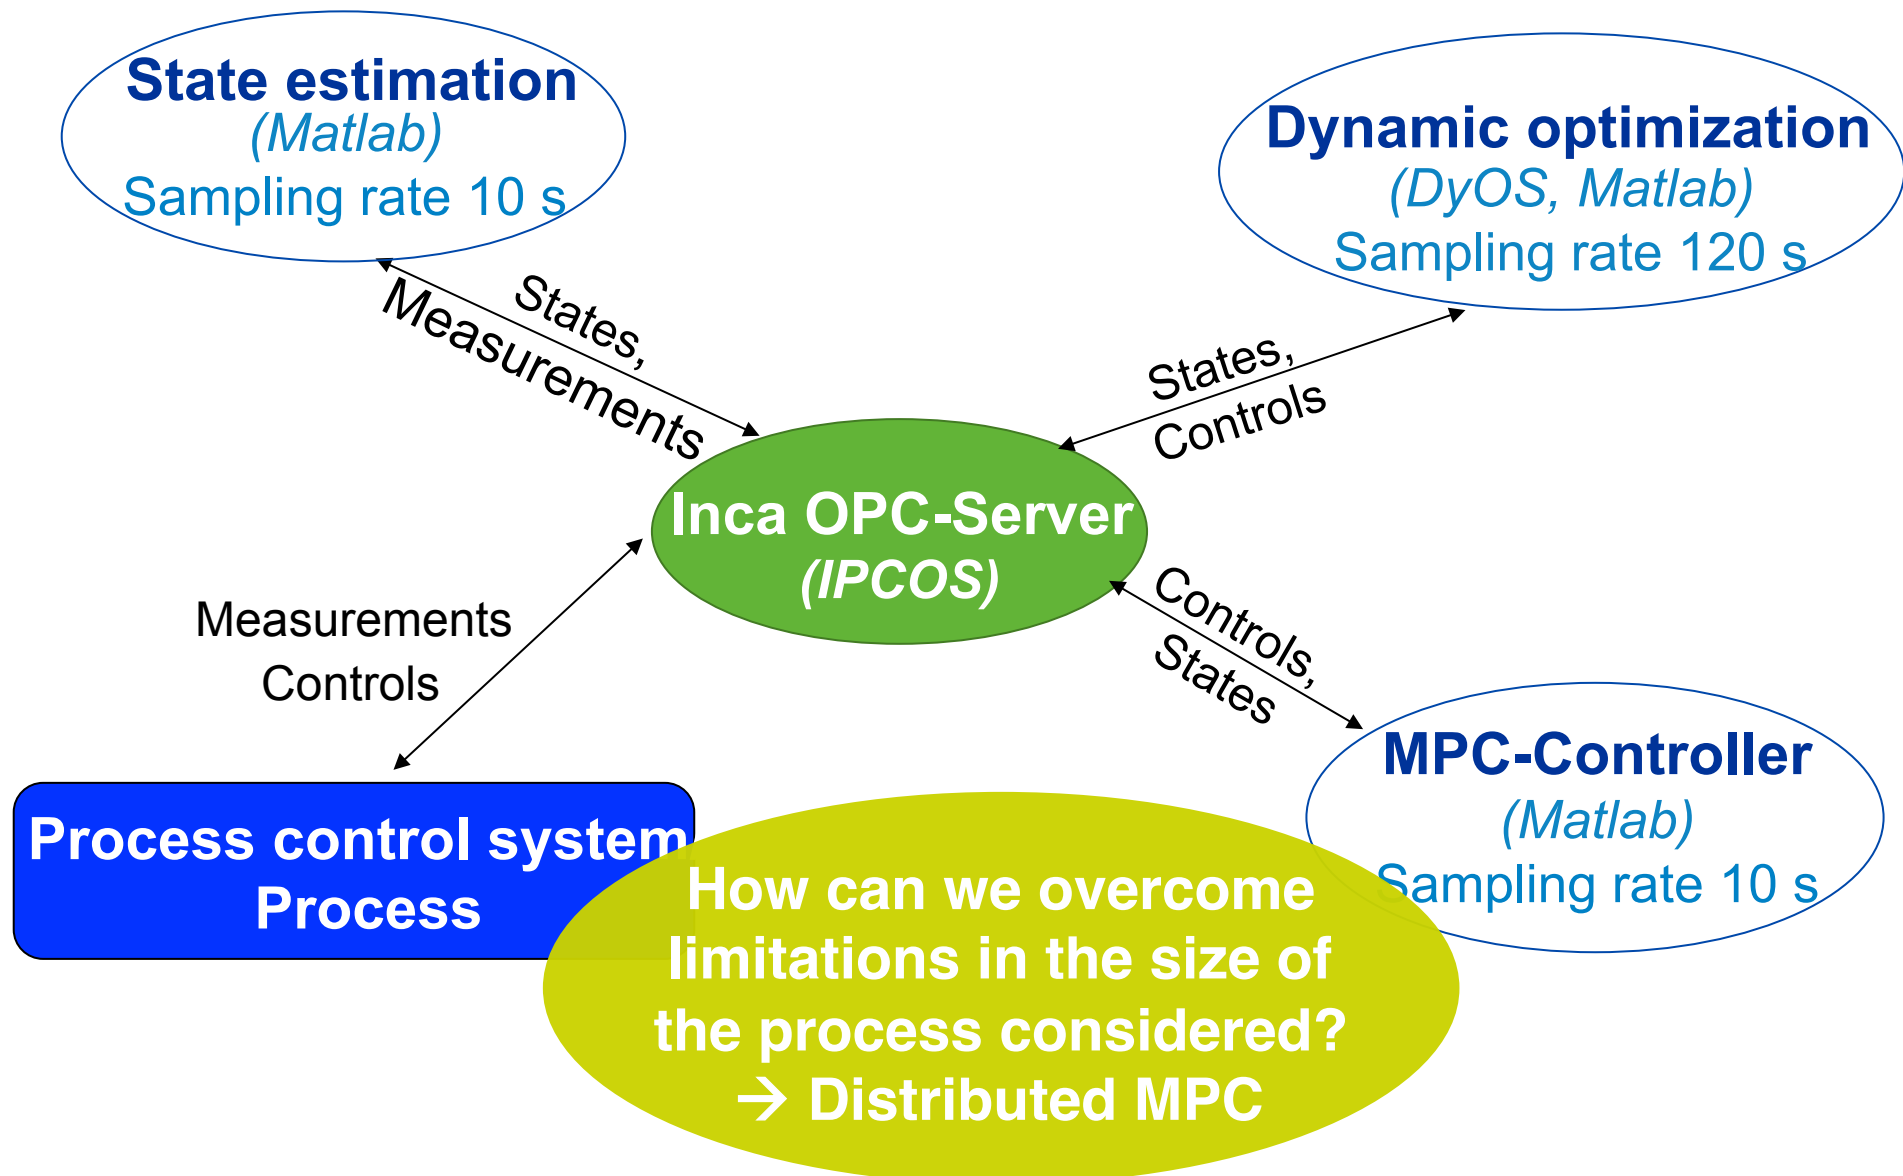 State estimation
(Matlab)
Sampling rate 10 s
Dynamic optimization
(DyOS, Matlab)
Sampling rate 120 s
States,
Measurements
States,
Controls
Inca OPC-Server
(IPCOS)
Measurements
Controls
Controls,
States
MPC-Controller
(Matlab)
Sampling rate 10 s
Process control system
Process
How can we overcome
limitations in the size of
the process considered?
→ Distributed MPC